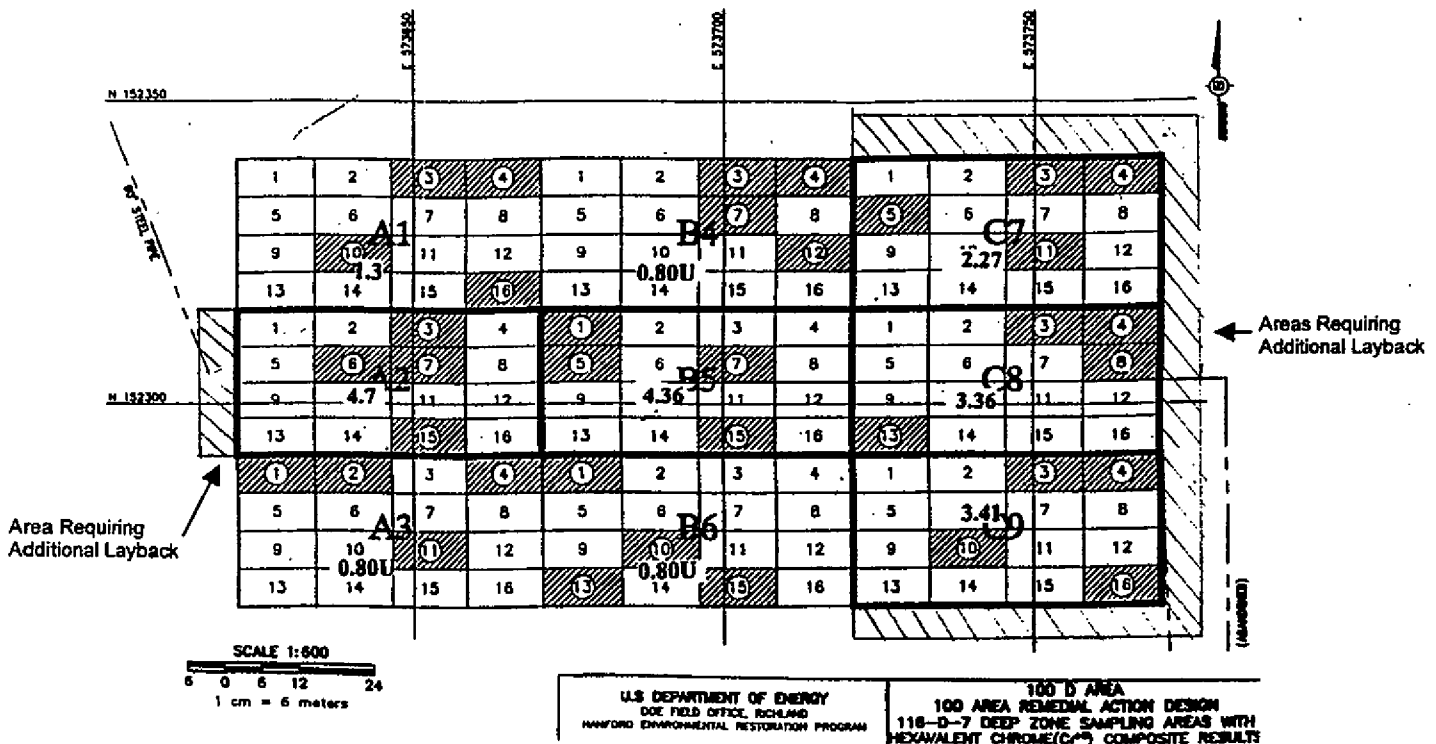 E 573650
E 573700
E 573750
N 152350
STEEL PIPE
1 2 3 4 1 2 3 4 1 2 3 4
5 6 7 8 5 6 7 8 5 6 7 8
A1 B4 C7
9 10 11 12 9 10 11 12 9 11 12
1.3 0.80U 2.27
13 14 15 16 13 14 15 16 13 14 15 16
1 2 3 4 1 2 3 4 1 2 3 4
Areas Requiring
Additional Layback
5 6 7 8 5 6 7 8 5 6 7 8
A2 B5 C8
N 152300
9 11 12 9 11 12 9 11 12
4.7 4.36 3.36
13 14 15 16 13 14 15 16 13 14 15 16
1 2 3 4 1 2 3 4 1 2 3 4
5 6 7 8 5 6 7 8 5 7 8
3.41
A3 B6 C9
Area Requiring
Additional Layback
9 10 11 12 9 10 11 12 9 10 11 12
0.80U 0.80U
13 14 15 16 13 14 15 16 13 14 15 16
(ABANDONED)
SCALE 1:600
6 0 6 12 24
1 cm = 6 meters
U.S DEPARTMENT OF ENERGY
DOE FIELD OFFICE, RICHLAND
HANFORD ENVIRONMENTAL RESTORATION PROGRAM
100 D AREA
100 AREA REMEDIAL ACTION DESIGN
116-D-7 DEEP ZONE SAMPLING AREAS WITH
HEXAVALENT CHROME(Cr+6) COMPOSITE RESULTS